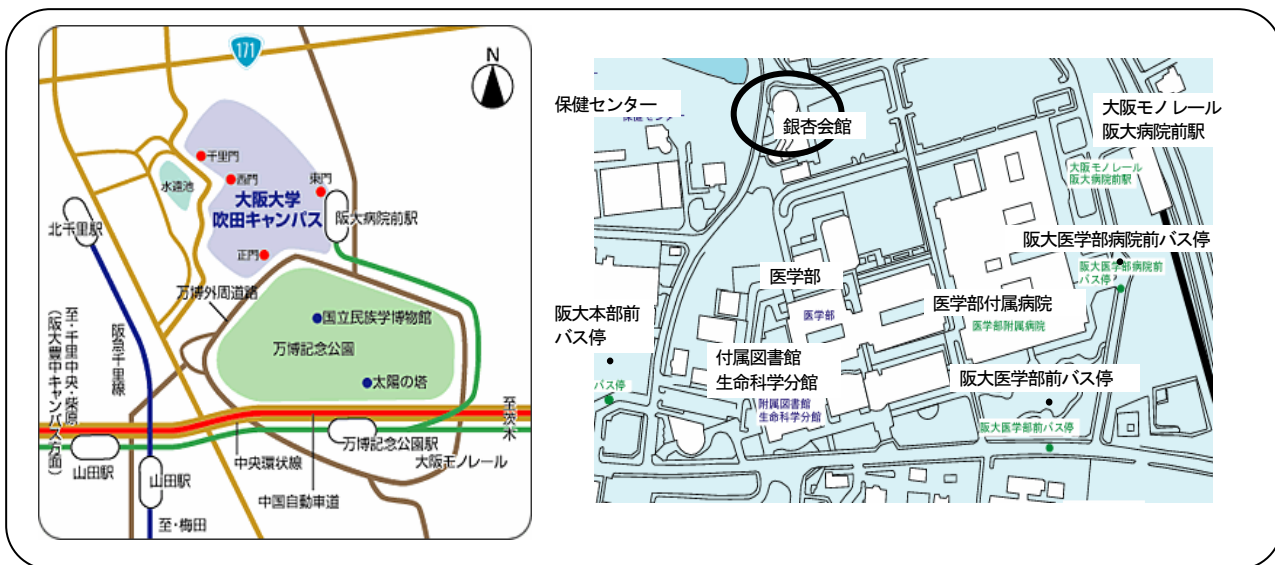 171
N
千里門
西門
東門
水遠池
大阪大学
吹田キャンパス
阪大病院前駅
北千里駅
正門
万博外周道路
国立民族学博物館
万博記念公園
太陽の塔
阪急千里線
至・千里中央・柴原
(阪大豊中キャンパス方面)
至茨木
万博記念公園駅
山田駅
山田駅
中央環状線
大阪モノレール
中国自動車道
至・梅田
保健センター
保健センター
銀杏会館
大阪モノレール
阪大病院前駅
大阪モノレール
阪大病院前駅
阪大医学部病院前バス停
阪大医学部病院前
バス停
医学部
医学部
医学部付属病院
医学部附属病院
阪大本部前
バス停
バス停
付属図書館
生命科学分館
附属図書館
生命科学分館
阪大医学部前バス停
阪大医学部前バス停